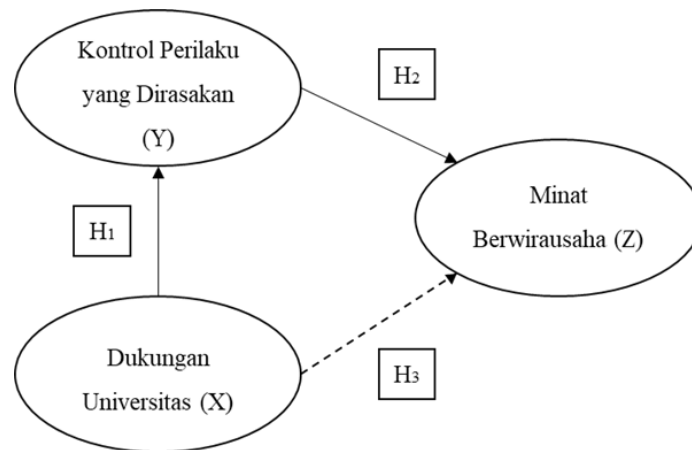 Kontrol Perilaku
yang Dirasakan
(Y)
H2
Minat
Berwirausaha (Z)
H1
Dukungan
Universitas (X)
H3